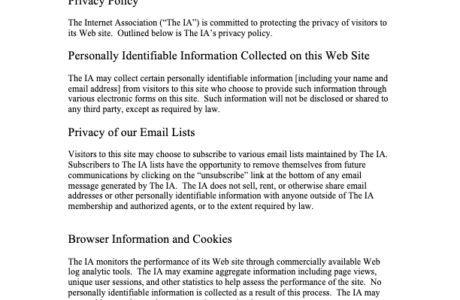 Privacy Policy
The Internet Association (“The IA”) is committed to protecting the privacy of visitors to
its Web site.  Outlined below is The IA’s privacy policy.
Personally Identifiable Information Collected on this Web Site
The IA may collect certain personally identifiable information [including your name and
email address] from visitors to this site who choose to provide such information through
various electronic forms on this site.  Such information will not be disclosed or shared to
any third party, except as required by law.
Privacy of our Email Lists
Visitors to this site may choose to subscribe to various email lists maintained by The IA.
Subscribers to The IA lists have the opportunity to remove themselves from future
communications by clicking on the “unsubscribe” link at the bottom of any email
message generated by The IA.  The IA does not sell, rent, or otherwise share email
addresses or other personally identifiable information with anyone outside of The IA
membership and authorized agents, or to the extent required by law.
Browser Information and Cookies
The IA monitors the performance of its Web site through commercially available Web
log analytic tools.  The IA may examine aggregate information including page views,
unique user sessions, and other statistics to help assess the performance of the site.  No
personally identifiable information is collected as a result of this process.  The IA may